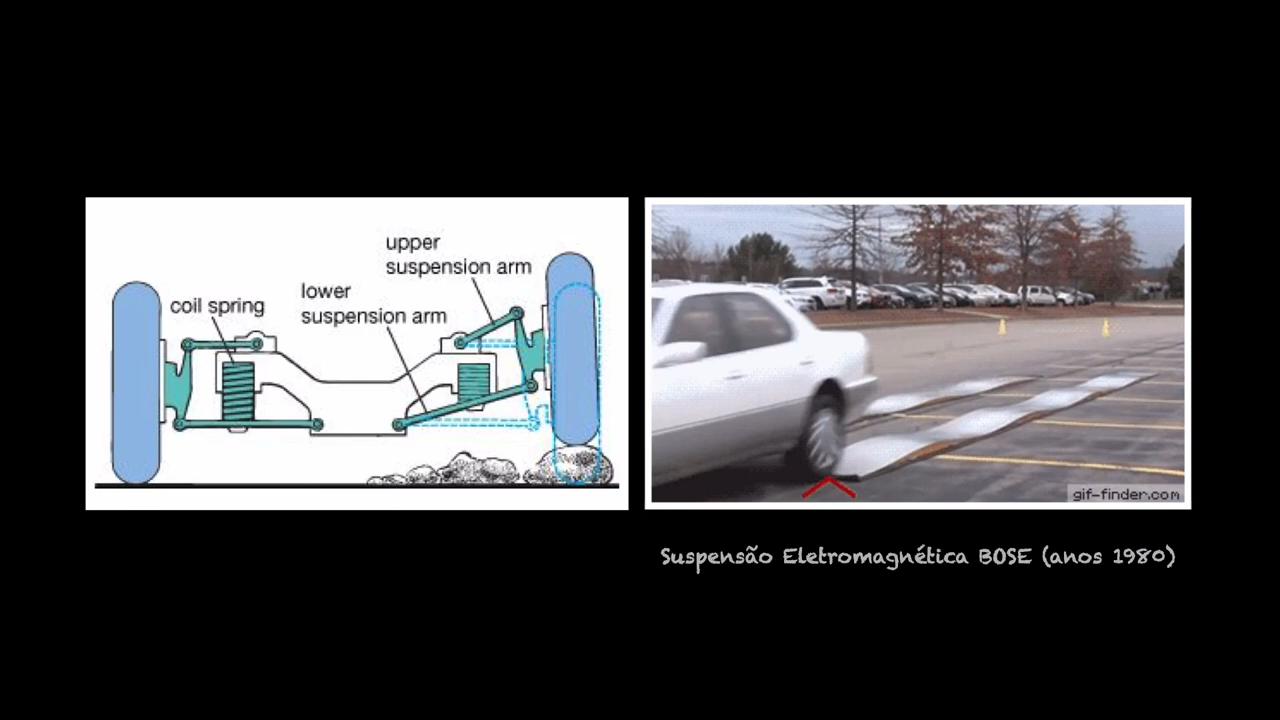 upper
suspension arm
lower
suspension arm
coil spring
gif-finder.com
Suspensão Eletromagnética BOSE (anos 1980)